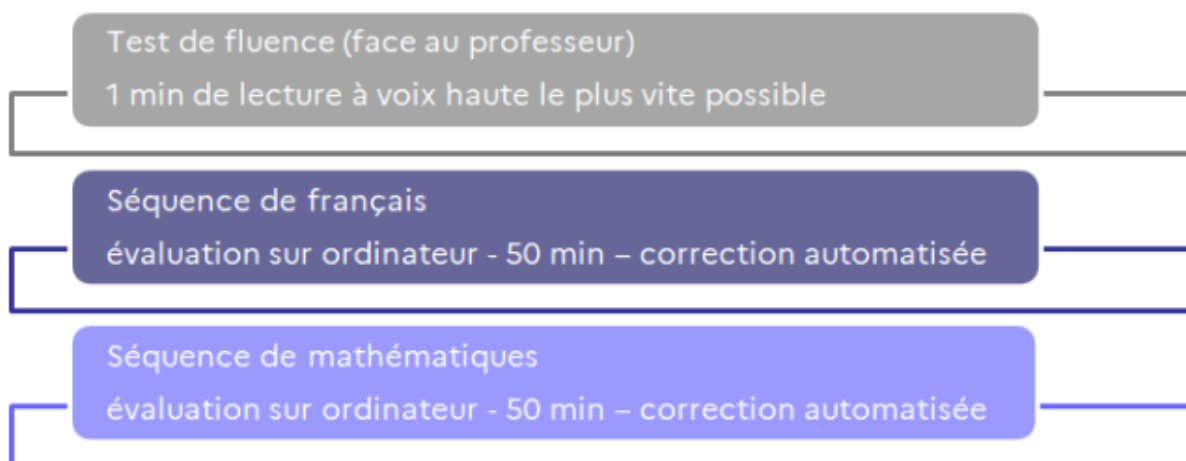 Test de fluence (face au professeur)
1 min de lecture à voix haute le plus vite possible
Séquence de français
évaluation sur ordinateur - 50 min – correction automatisée
Séquence de mathématiques
évaluation sur ordinateur - 50 min – correction automatisée